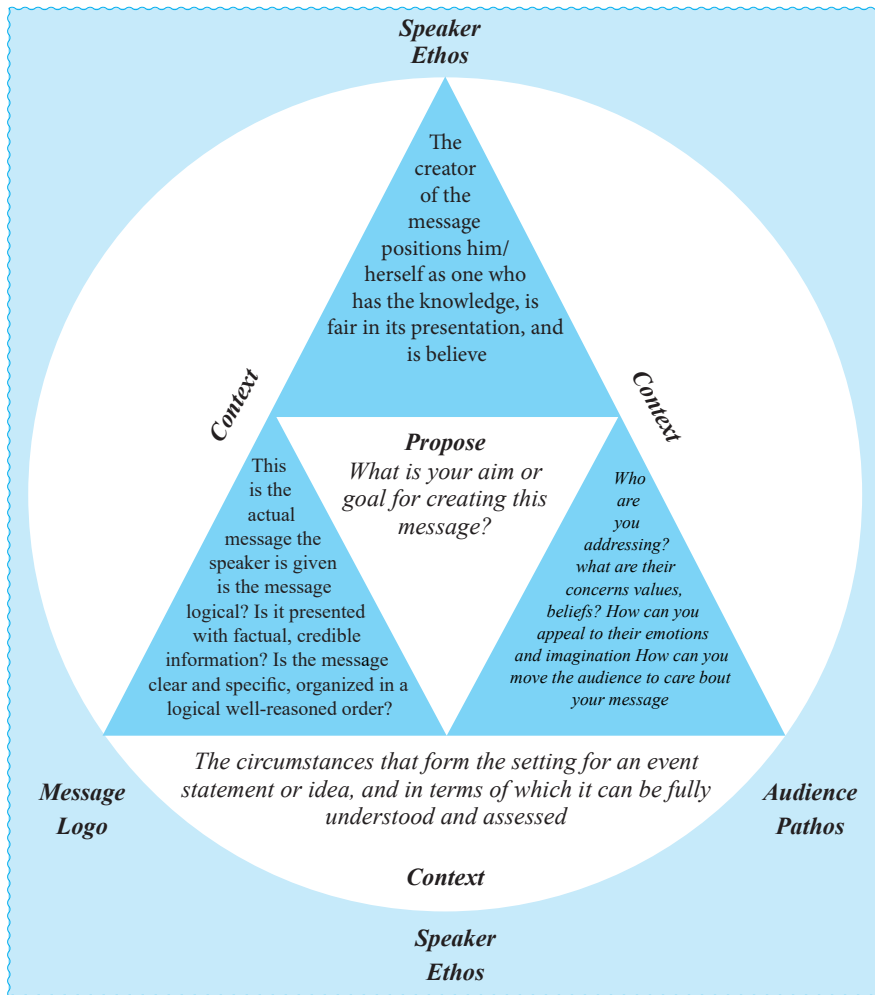 Speaker
Ethos
The
creator
of the
message
positions him/
herself as one who
has the knowledge, is
fair in its presentation, and
is believe
Context
Context
Propose
What is your aim or
goal for creating this
message?
This
is the
actual
message the
speaker is given
is the message
logical? Is it presented
with factual, credible
information? Is the message
clear and specific, organized in a
logical well-reasoned order?
Who
are
you
addressing?
what are their
concerns values,
beliefs? How can you
appeal to their emotions
and imagination How can you
move the audience to care bout
your message
The circumstances that form the setting for an event
statement or idea, and in terms of which it can be fully
understood and assessed
Message
Logo
Audience
Pathos
Context
Speaker
Ethos